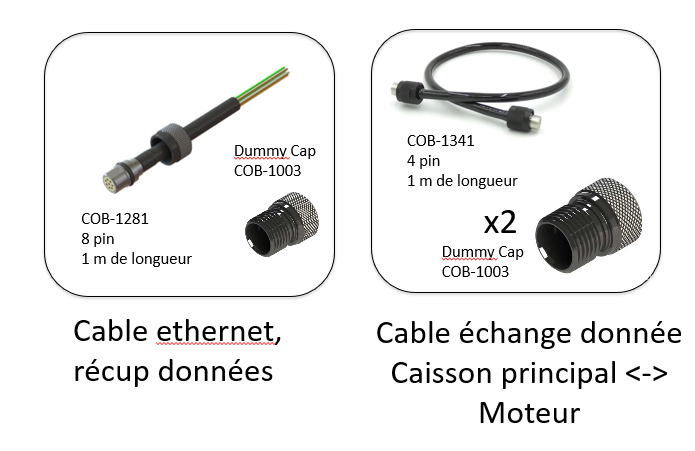 Dummy Cap
COB-1003
COB-1281
8 pin
1 m de longueur
COB-1341
4 pin
1 m de longueur
x2
Dummy Cap
COB-1003
Cable ethernet,
récup données
Cable échange donnée
Caisson principal <->
Moteur